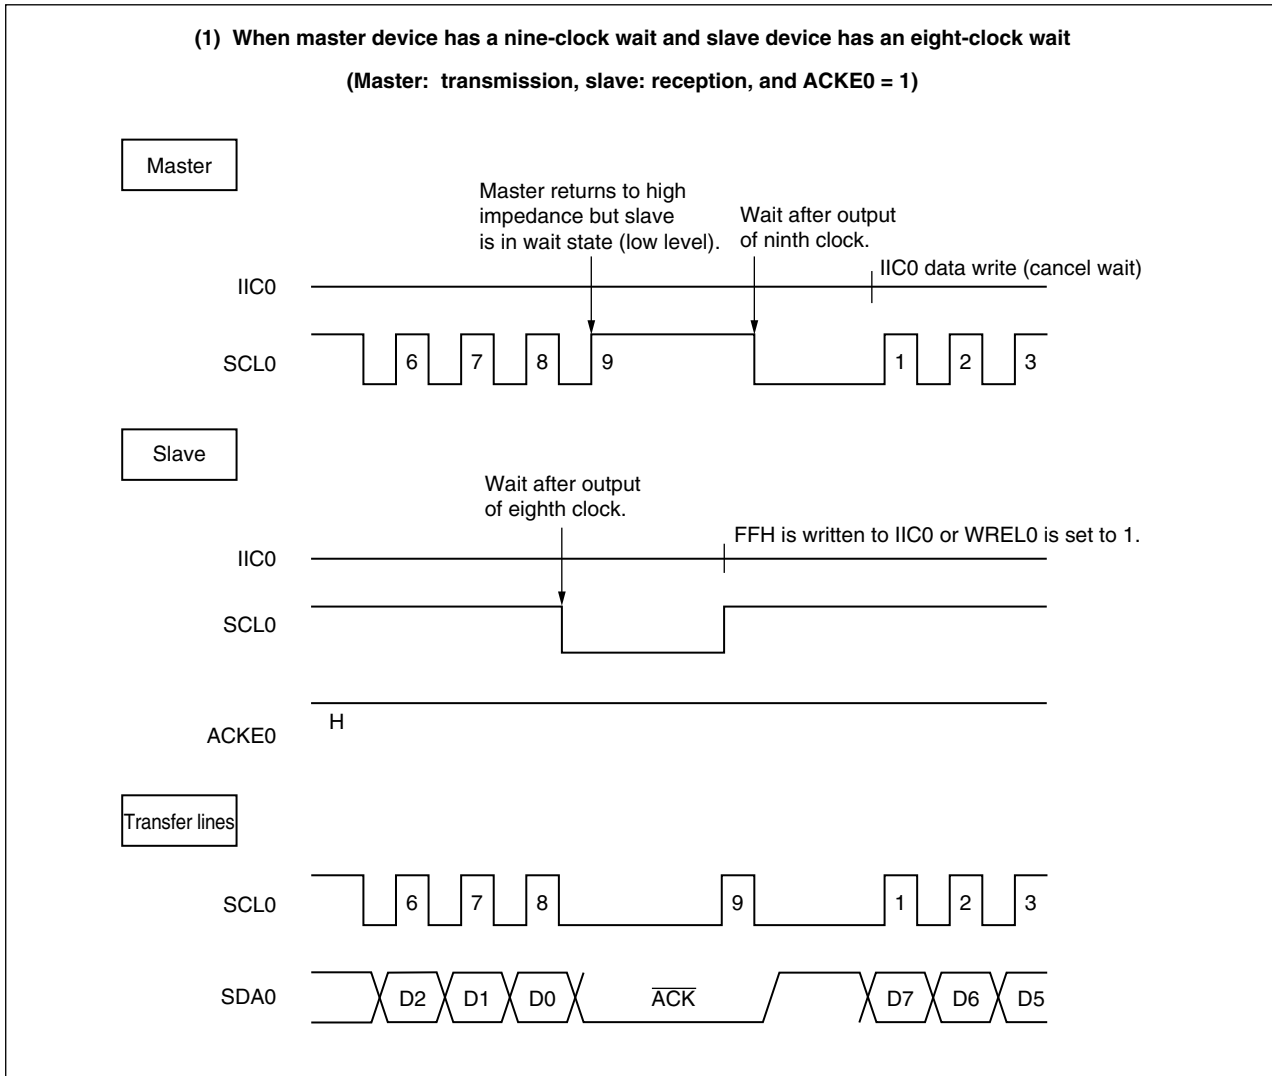 (1) When master device has a nine-clock wait and slave device has an eight-clock wait
(Master: transmission, slave: reception, and ACKE0 = 1)
Master
Master returns to high
impedance but slave
is in wait state (low level).
Wait after output
of ninth clock.
IIC0 data write (cancel wait)
IIC0
SCL0
6 7 8 9 1 2 3
Slave
Wait after output
of eighth clock.
FFH is written to IIC0 or WREL0 is set to 1.
IIC0
SCL0
H
ACKE0
Transfer lines
SCL0
6 7 8 9 1 2 3
SDA0
D2 D1 D0 ACK D7 D6 D5